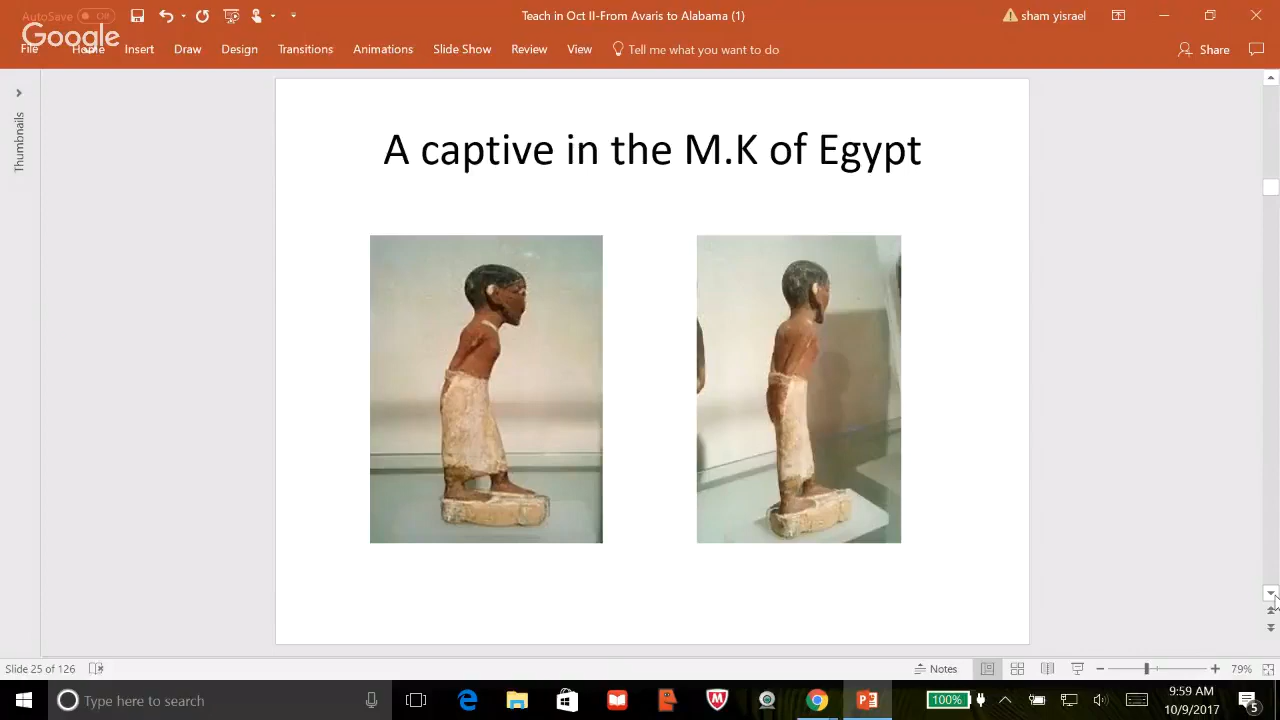 AutoSave Off
Teach in Oct II-From Avaris to Alabama (1)
sham yisrael
Google
File Home Insert Draw Design Transitions Animations Slide Show Review View Tell me what you want to do
Share
Thumbnails
A captive in the M.K of Egypt
Slide 25 of 126
Notes
79%
Type here to search
100%
9:59 AM
10/9/2017
5